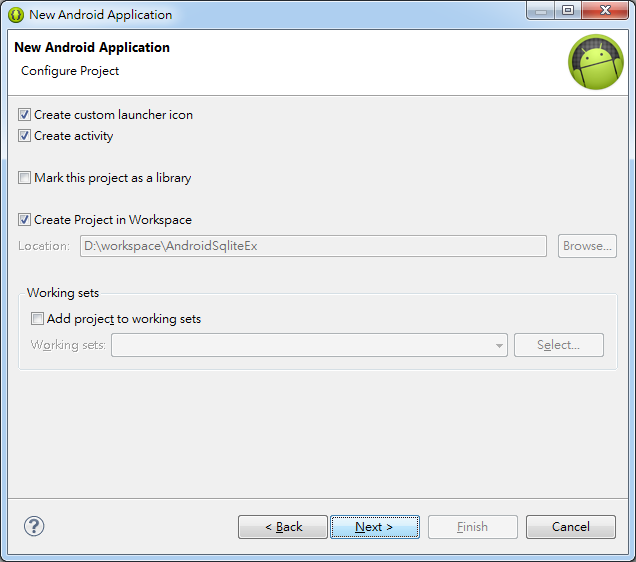 New Android Application
New Android Application
Configure Project
Create custom launcher icon
Create activity
Mark this project as a library
Create Project in Workspace
Location: D:\workspace\AndroidSqliteEx Browse...
Working sets
Add project to working sets
Working sets: Select...
? < Back Next > Finish Cancel